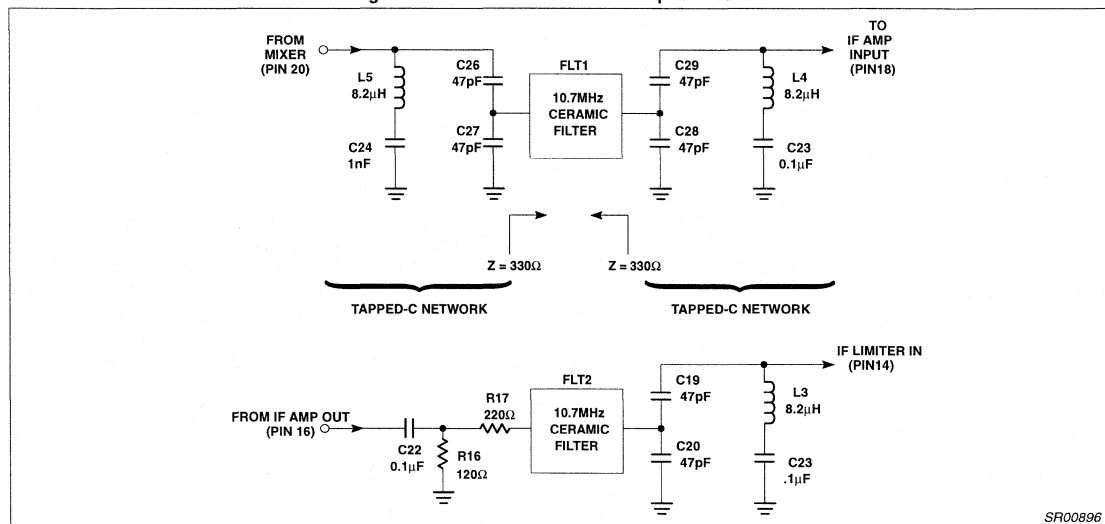 FROM
MIXER
(PIN 20)
L5
8.2μH
C24
1nF
C26
47pF
C27
47pF
FLT1
10.7MHz
CERAMIC
FILTER
C29
47pF
C28
47pF
L4
8.2μH
C23
0.1μF
TO
IF AMP
INPUT
(PIN18)
Z = 330Ω
Z = 330Ω
TAPPED-C NETWORK
TAPPED-C NETWORK
FROM IF AMP OUT
(PIN 16)
C22
0.1μF
R16
120Ω
R17
220Ω
FLT2
10.7MHz
CERAMIC
FILTER
C19
47pF
C20
47pF
L3
8.2μH
C23
.1μF
IF LIMITER IN
(PIN14)
SR00896